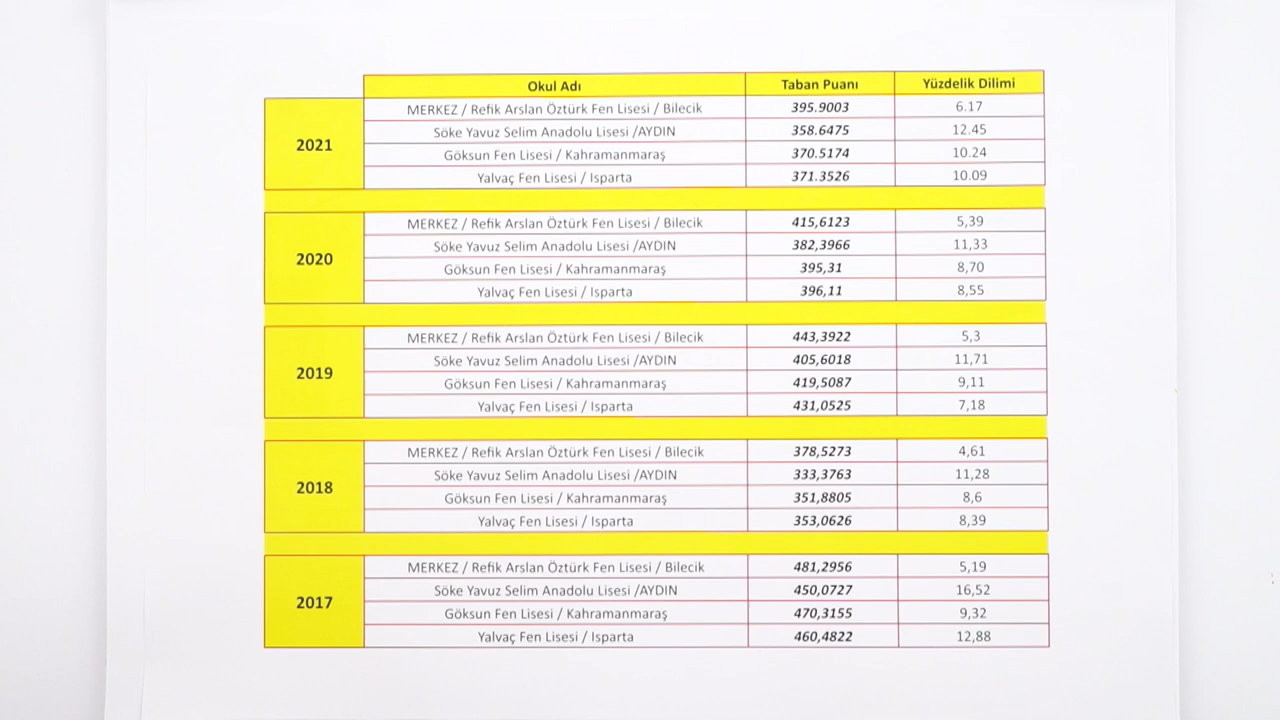 Okul Adı Taban Puanı Yüzdelik Dilimi
2021
MERKEZ / Refik Arslan Öztürk Fen Lisesi / Bilecik 395.9003 6.17
Söke Yavuz Selim Anadolu Lisesi /AYDIN 358.6475 12.45
Göksun Fen Lisesi / Kahramanmaraş 370.5174 10.24
Yalvaç Fen Lisesi / Isparta 371.3526 10.09
2020
MERKEZ / Refik Arslan Öztürk Fen Lisesi / Bilecik 415,6123 5,39
Söke Yavuz Selim Anadolu Lisesi /AYDIN 382,3966 11,33
Göksun Fen Lisesi / Kahramanmaraş 395,31 8,70
Yalvaç Fen Lisesi / Isparta 396,11 8,55
2019
MERKEZ / Refik Arslan Öztürk Fen Lisesi / Bilecik 443,3922 5,3
Söke Yavuz Selim Anadolu Lisesi /AYDIN 405,6018 11,71
Göksun Fen Lisesi / Kahramanmaraş 419,5087 9,11
Yalvaç Fen Lisesi / Isparta 431,0525 7,18
2018
MERKEZ / Refik Arslan Öztürk Fen Lisesi / Bilecik 378,5273 4,61
Söke Yavuz Selim Anadolu Lisesi /AYDIN 333,3763 11,28
Göksun Fen Lisesi / Kahramanmaraş 351,8805 8,6
Yalvaç Fen Lisesi / Isparta 353,0626 8,39
2017
MERKEZ / Refik Arslan Öztürk Fen Lisesi / Bilecik 481,2956 5,19
Söke Yavuz Selim Anadolu Lisesi /AYDIN 450,0727 16,52
Göksun Fen Lisesi / Kahramanmaraş 470,3155 9,32
Yalvaç Fen Lisesi / Isparta 460,4822 12,88